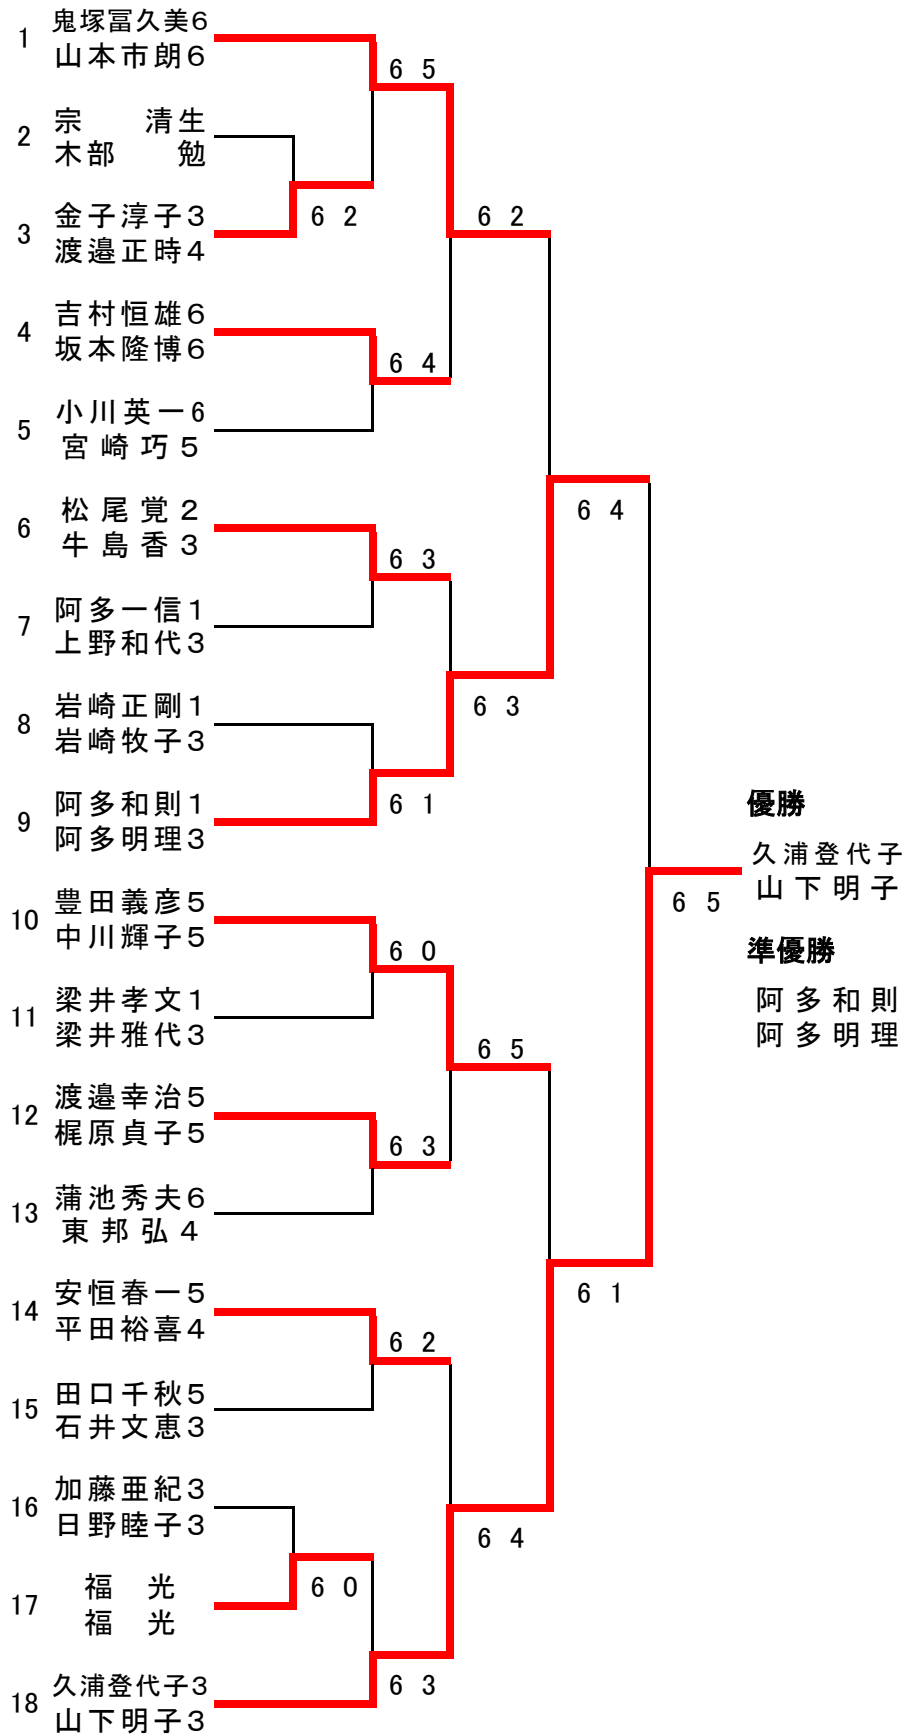 1
鬼塚冨久美6
山本市朗6
6 5
2
宗 清生
木部 勉
6 2
3
金子淳子3
渡邉正時4
6 2
4
吉村恒雄6
坂本隆博6
6 4
5
小川英一6
宮崎巧5
6 4
6
松尾覚2
牛島香3
6 3
7
阿多一信1
上野和代3
6 3
8
岩崎正剛1
岩崎牧子3
6 1
9
阿多和則1
阿多明理3
優勝
久浦登代子
山下明子
6 5
準優勝
阿多和則
阿多明理
10
豊田義彦5
中川輝子5
6 0
11
梁井孝文1
梁井雅代3
6 5
12
渡邉幸治5
梶原貞子5
6 3
13
蒲池秀夫6
東邦弘4
6 1
14
安恒春一5
平田裕喜4
6 2
15
田口千秋5
石井文恵3
16
加藤亜紀3
日野睦子3
6 4
17
福 光
福 光
6 0
18
久浦登代子3
山下明子3
6 3